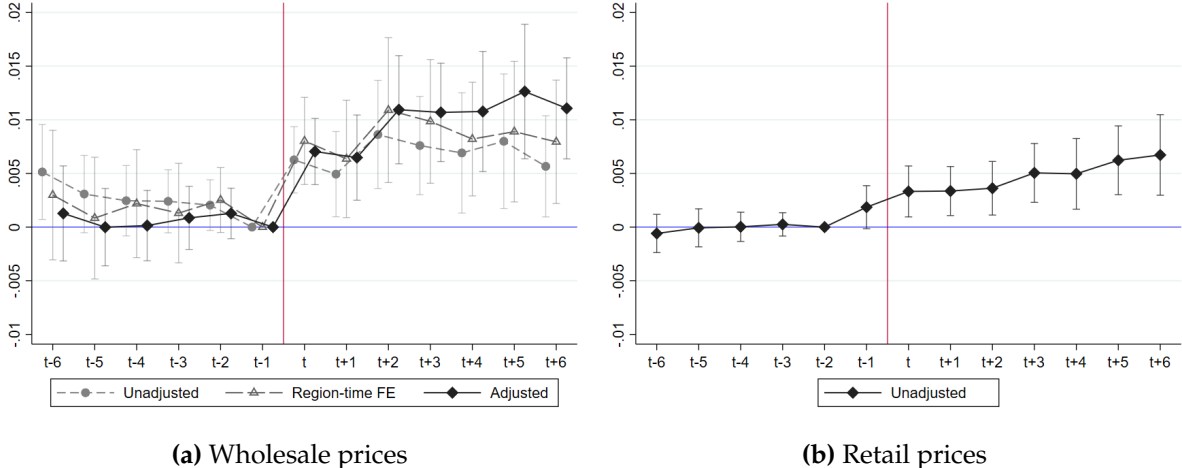 .02
.015
.01
.005
0
-.005
-.01
t-6 t-5 t-4 t-3 t-2 t-1 t t+1 t+2 t+3 t+4 t+5 t+6
Unadjusted Region-time FE Adjusted
(a) Wholesale prices
.02
.015
.01
.005
0
-.005
-.01
t-6 t-5 t-4 t-3 t-2 t-1 t t+1 t+2 t+3 t+4 t+5 t+6
Unadjusted
(b) Retail prices